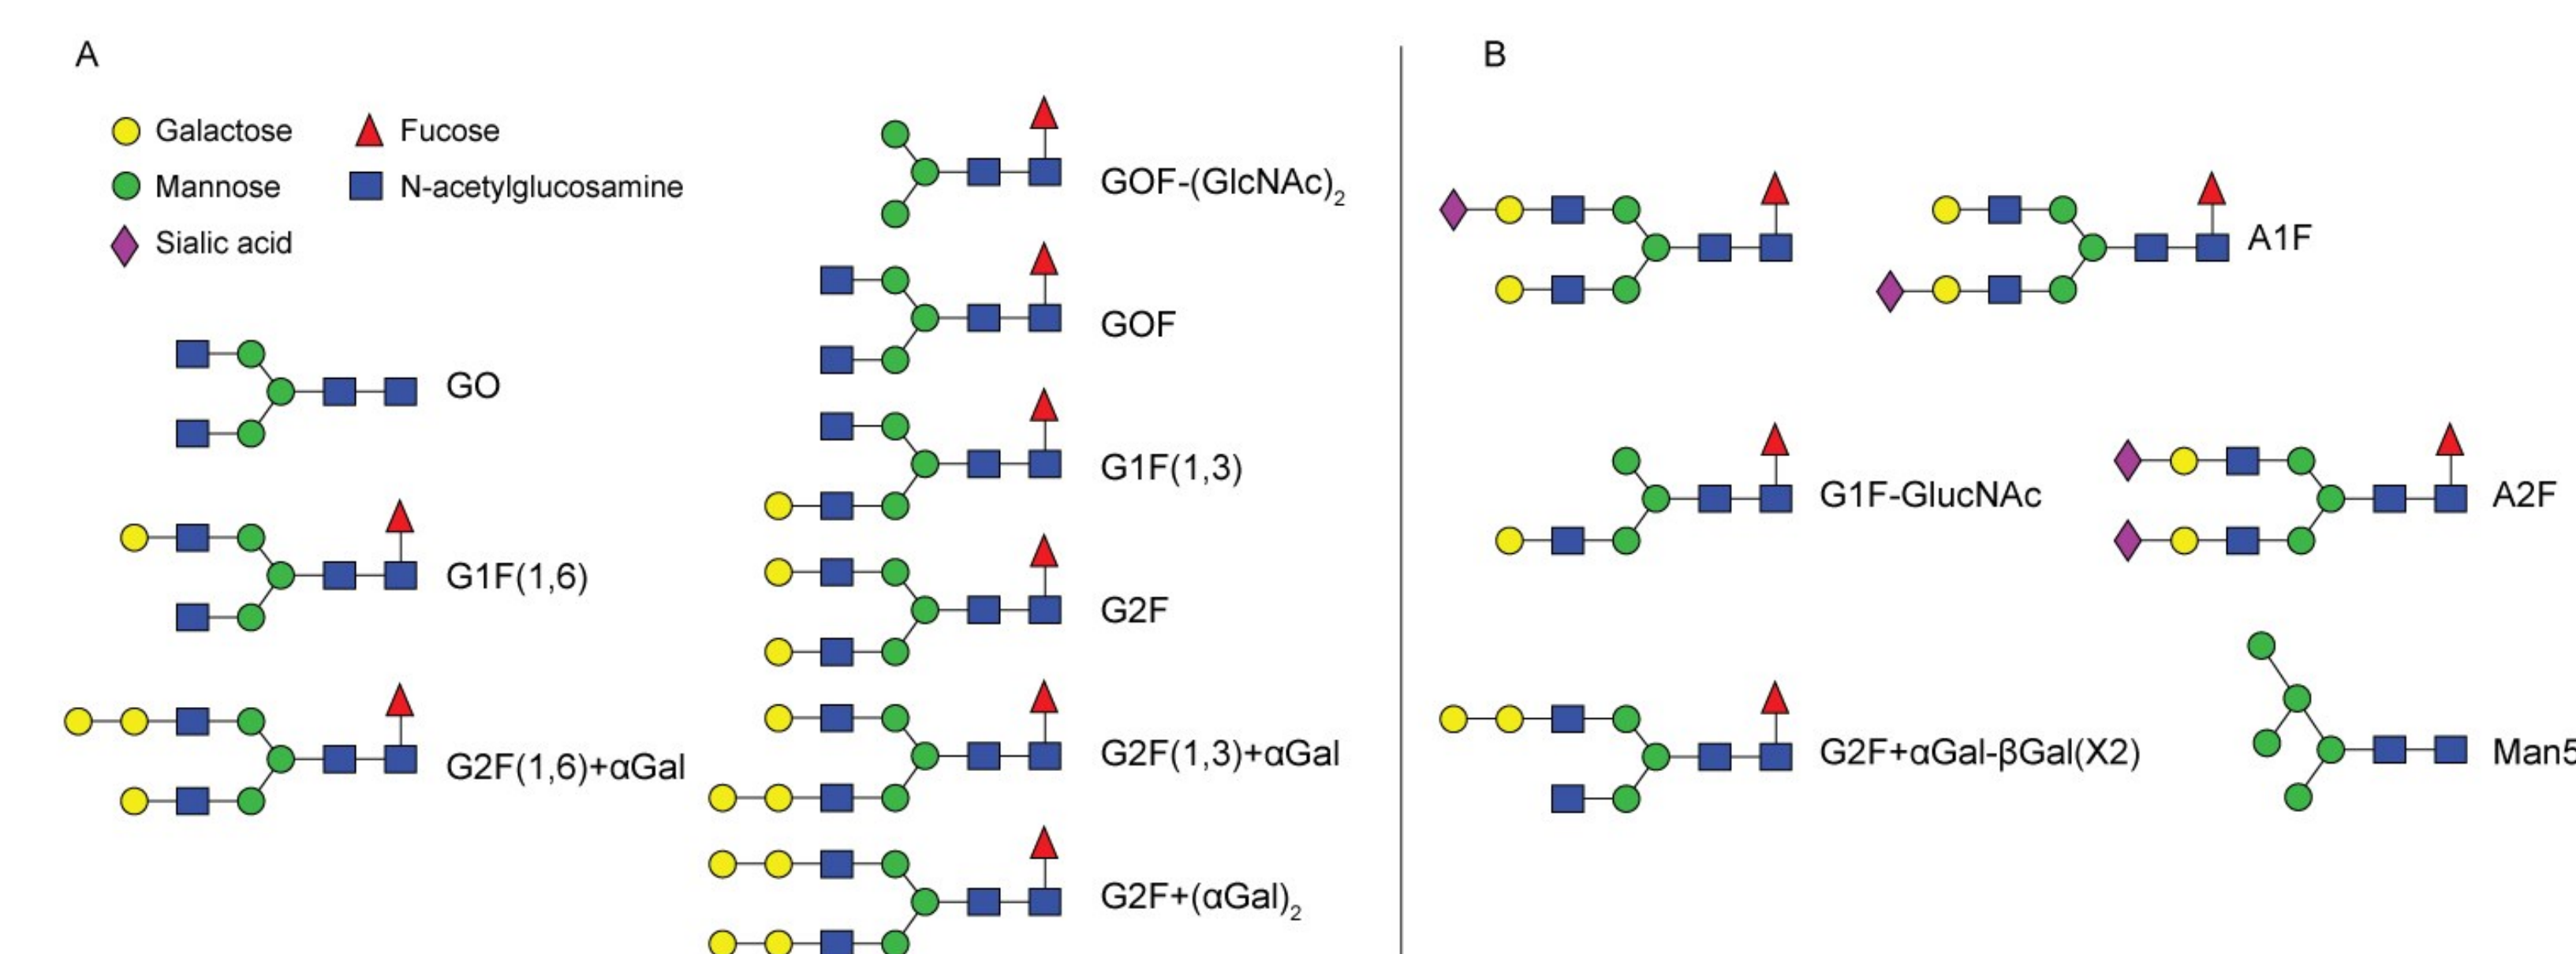 A
Galactose
Fucose
Mannose
N-acetylglucosamine
Sialic acid
GO
G1F(1,6)
G2F(1,6)+αGal
GOF-(GlcNAc)2
GOF
G1F(1,3)
G2F
G2F(1,3)+αGal
G2F+(αGal)2
B
A1F
G1F-GlucNAc
A2F
G2F+αGal-βGal(X2)
Man5